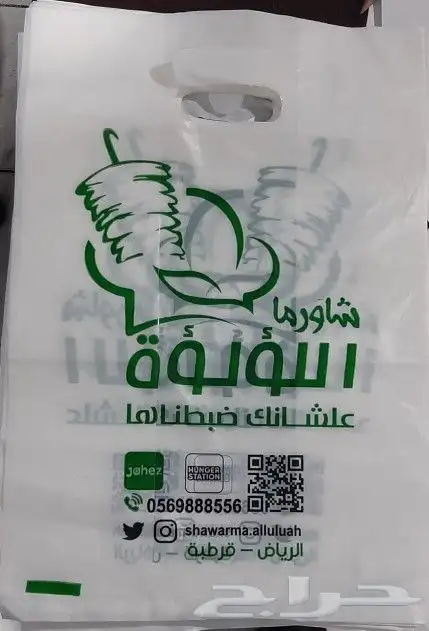 شاورما
اللؤلؤة
علشانك ضبطناها
jahez
HUNGER STATION
0569888556
shawarma.alluluah
الرياض – قرطبة –
حراج